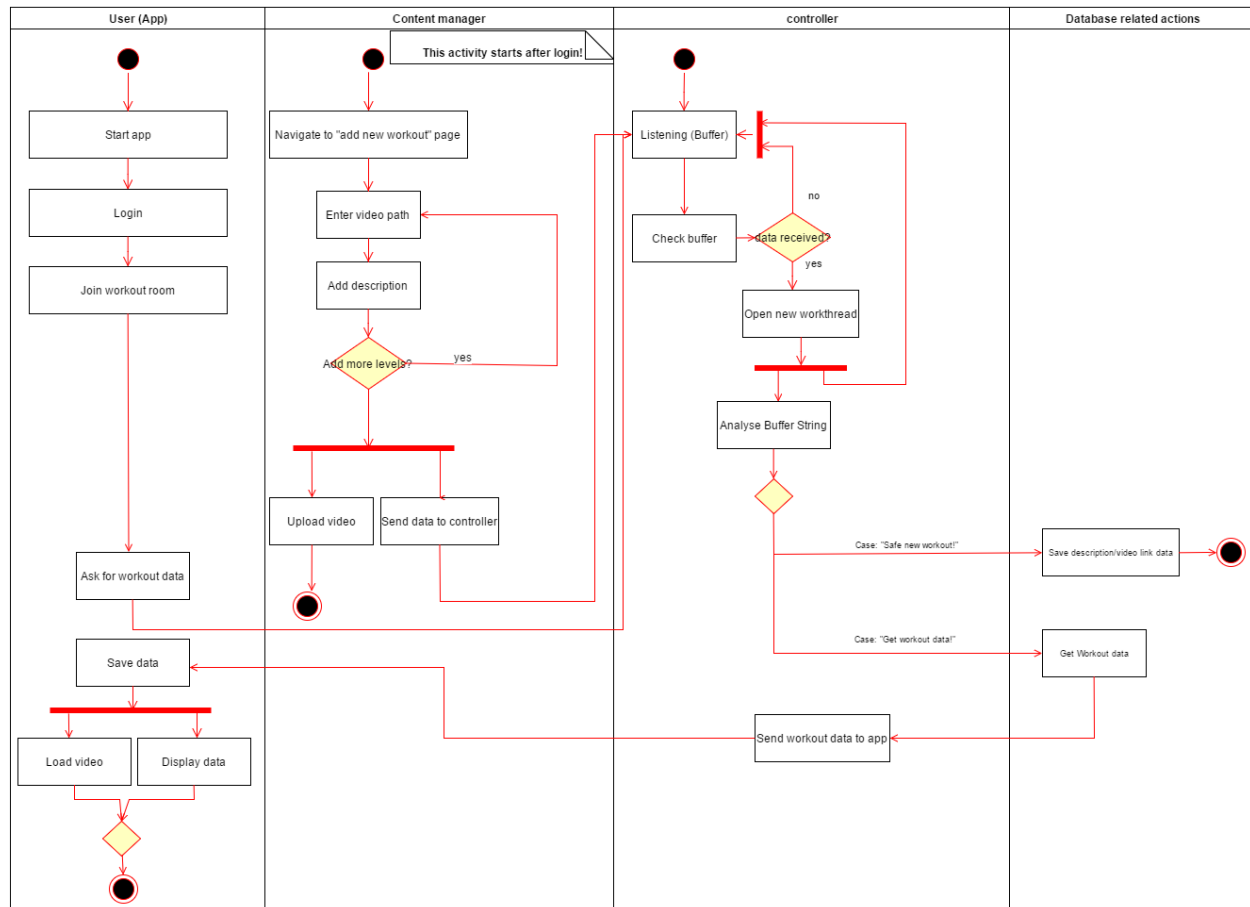 User (App)
Content manager
controller
Database related actions
This activity starts after login!
Start app
Login
Join workout room
Ask for workout data
Save data
Load video
Display data
Navigate to "add new workout" page
Enter video path
Add description
Add more levels?
yes
Upload video
Send data to controller
Listening (Buffer)
Check buffer
data received?
no
yes
Open new workthread
Analyse Buffer String
Case: "Safe new workout!"
Case: "Get workout data!"
Send workout data to app
Save description/video link data
Get Workout data